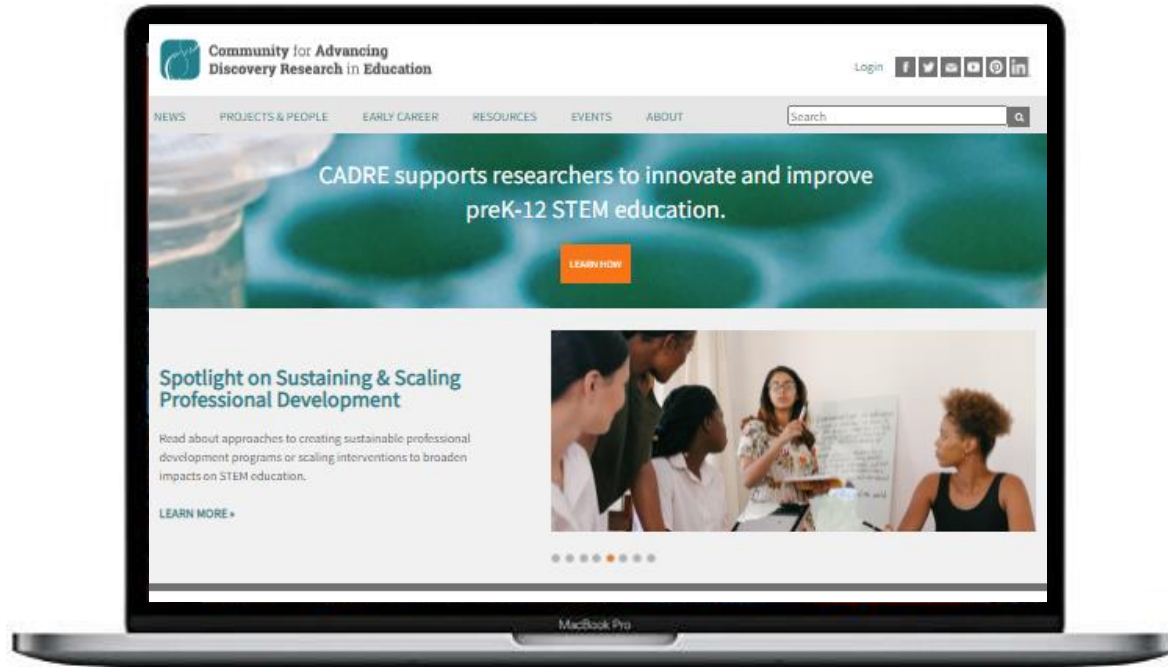 Community for Advancing
Discovery Research in Education
Login
NEWS PROJECTS & PEOPLE EARLY CAREER RESOURCES EVENTS ABOUT Search
CADRE supports researchers to innovate and improve
preK-12 STEM education.
LEARN HOW
Spotlight on Sustaining & Scaling
Professional Development
Read about approaches to creating sustainable professional
development programs or scaling interventions to broaden
impacts on STEM education.
LEARN MORE »
MacBook Pro